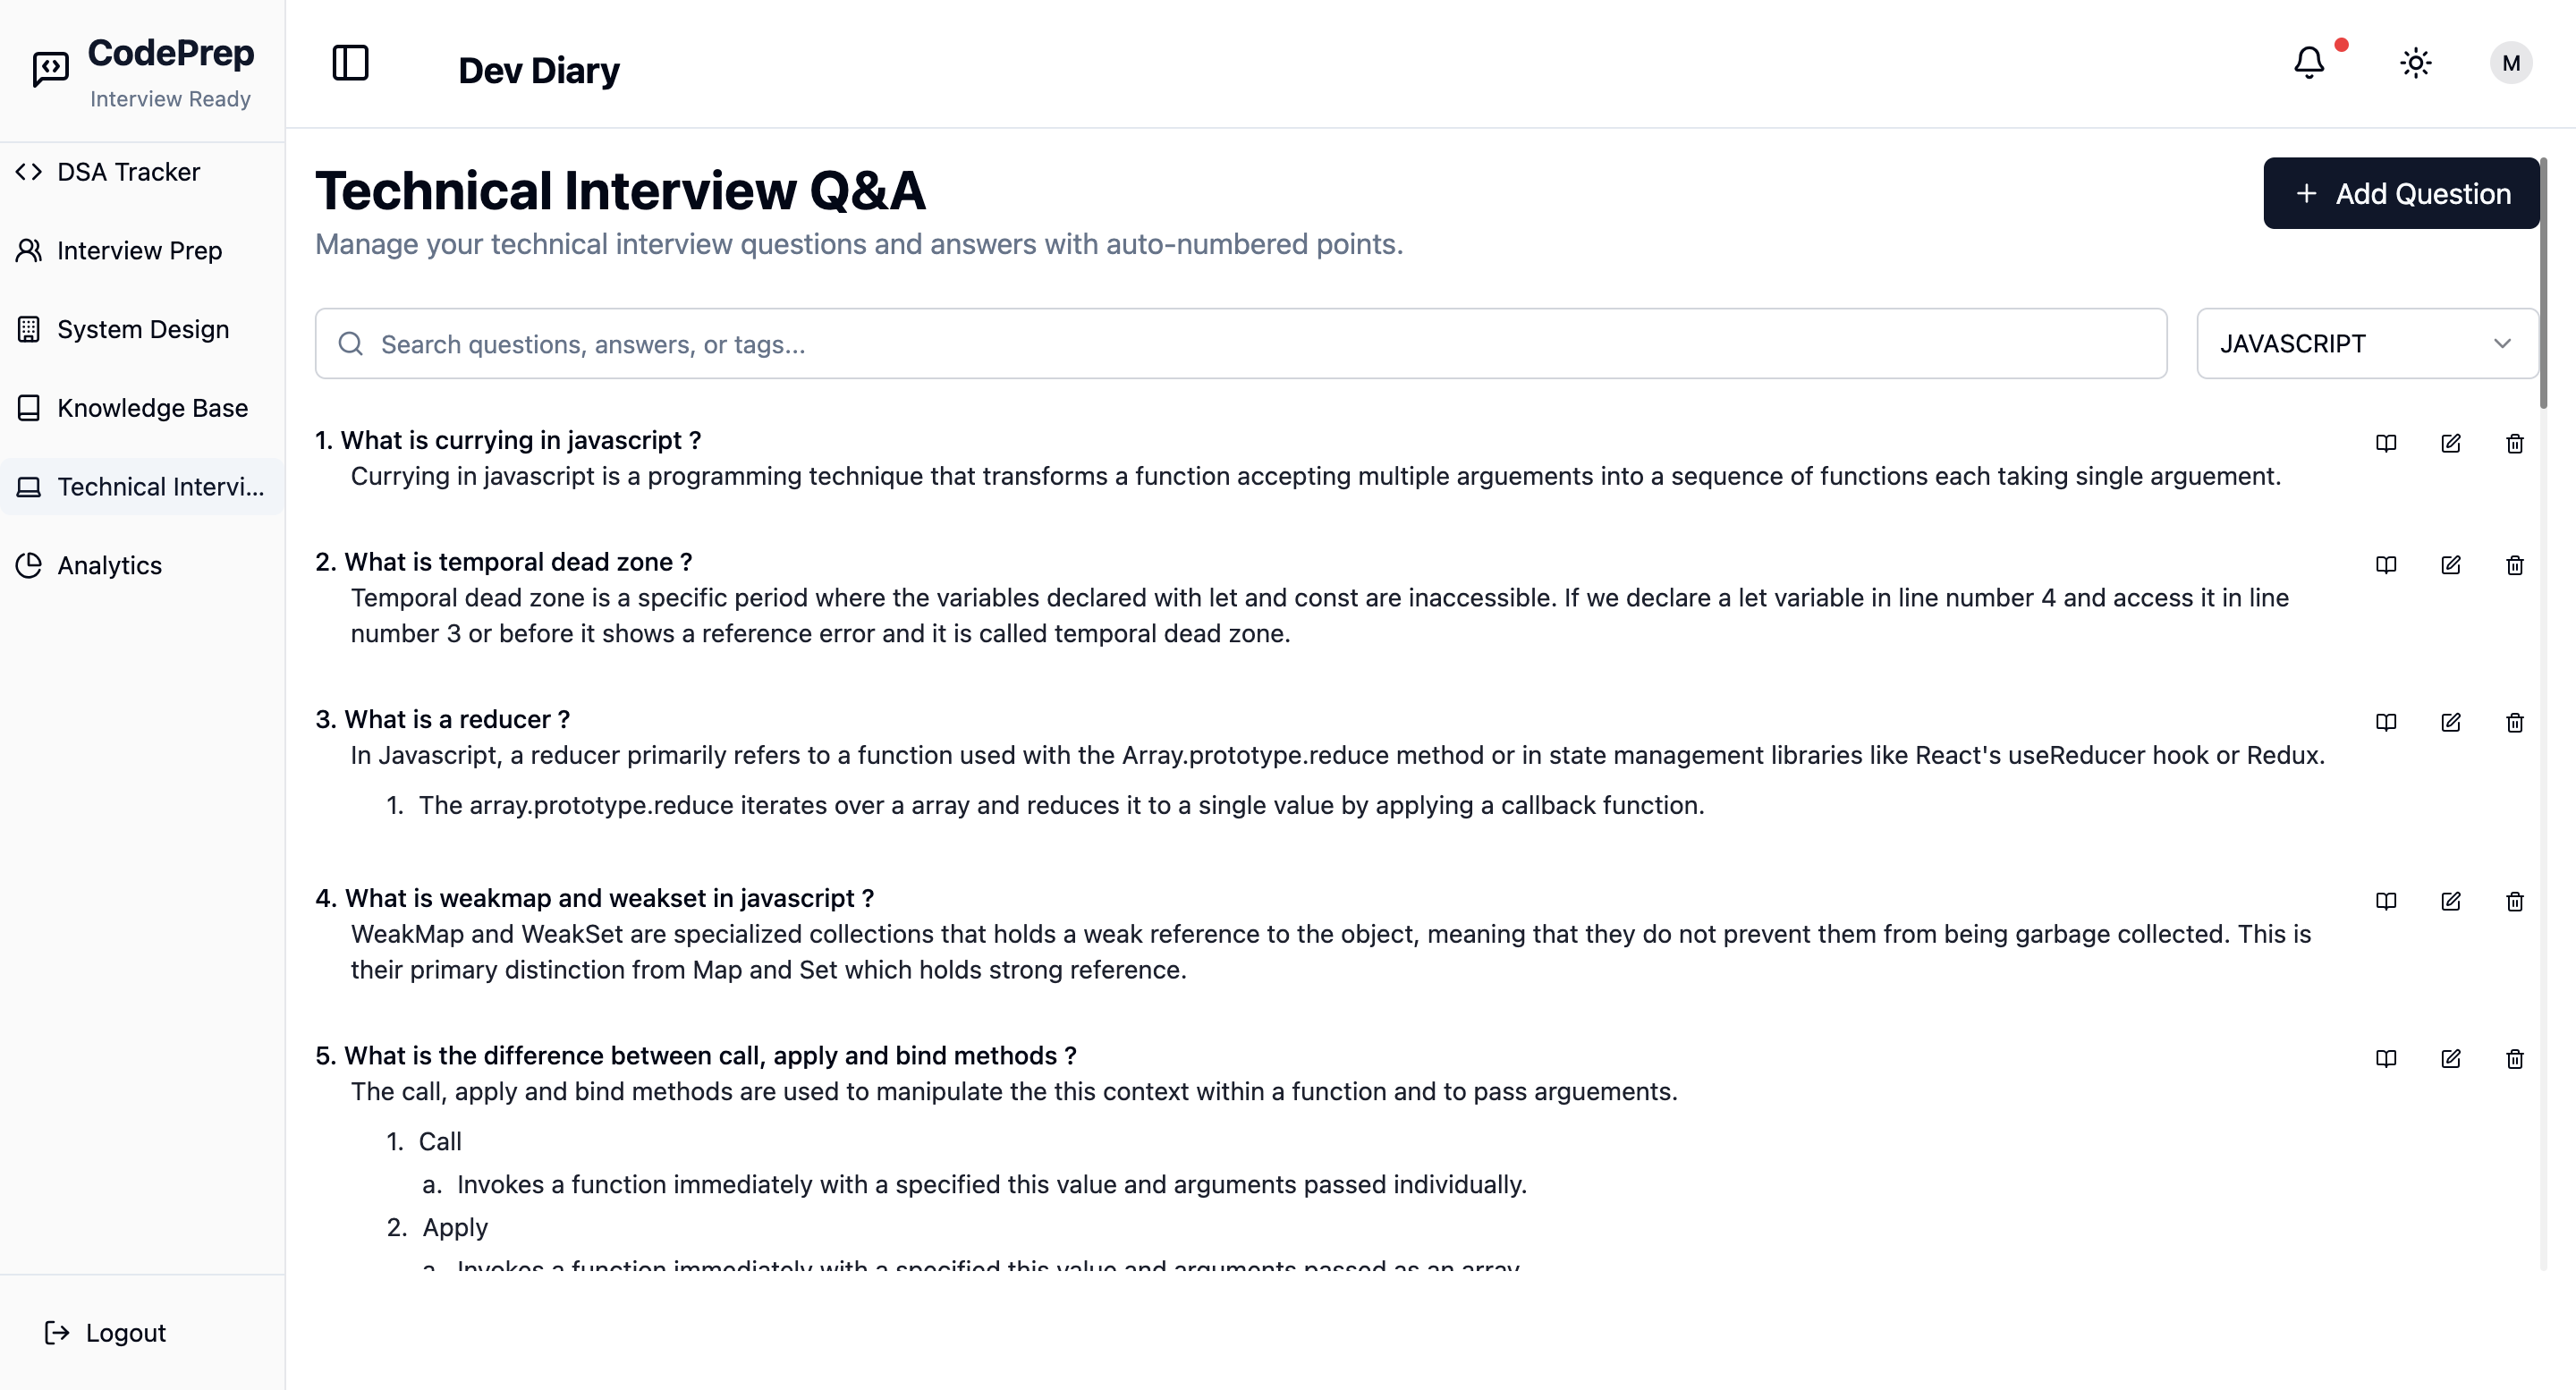 CodePrep
Interview Ready
DSA Tracker
Interview Prep
System Design
Knowledge Base
Technical Intervi...
Analytics
Logout
Dev Diary
M
Technical Interview Q&A
Manage your technical interview questions and answers with auto-numbered points.
+ Add Question
Search questions, answers, or tags...
JAVASCRIPT
1. What is currying in javascript ?
Currying in javascript is a programming technique that transforms a function accepting multiple arguements into a sequence of functions each taking single arguement.
2. What is temporal dead zone ?
Temporal dead zone is a specific period where the variables declared with let and const are inaccessible. If we declare a let variable in line number 4 and access it in line
number 3 or before it shows a reference error and it is called temporal dead zone.
3. What is a reducer ?
In Javascript, a reducer primarily refers to a function used with the Array.prototype.reduce method or in state management libraries like React's useReducer hook or Redux.
1. The array.prototype.reduce iterates over a array and reduces it to a single value by applying a callback function.
4. What is weakmap and weakset in javascript ?
WeakMap and WeakSet are specialized collections that holds a weak reference to the object, meaning that they do not prevent them from being garbage collected. This is
their primary distinction from Map and Set which holds strong reference.
5. What is the difference between call, apply and bind methods ?
The call, apply and bind methods are used to manipulate the this context within a function and to pass arguements.
1. Call
a. Invokes a function immediately with a specified this value and arguments passed individually.
2. Apply
a. Invokes a function immediately with a specified this value and arguments passed as an array.